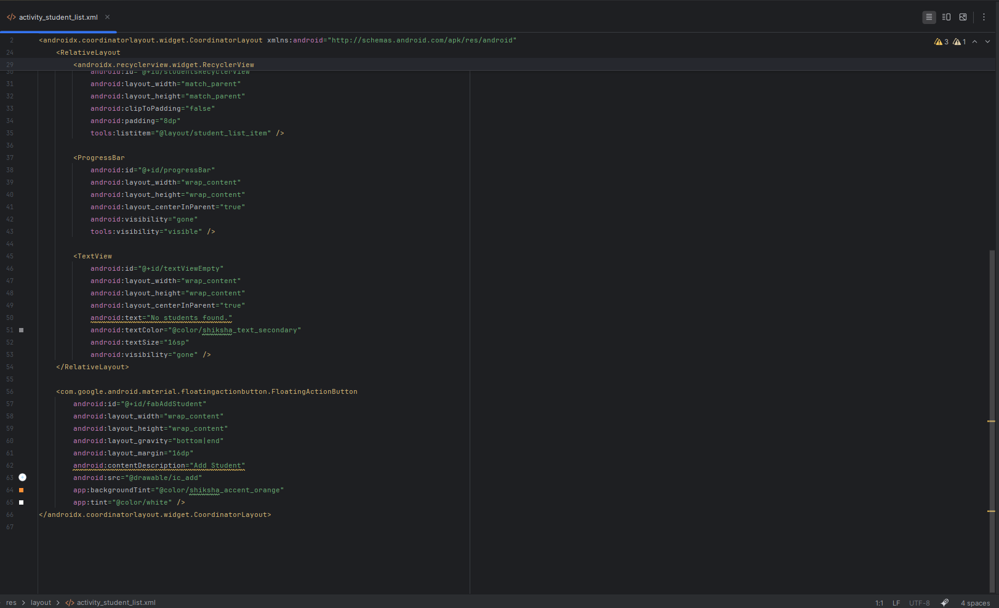 activity_student_list.xml
3 1
2 <androidx.coordinatorlayout.widget.CoordinatorLayout xmlns:android="http://schemas.android.com/apk/res/android"
24 <RelativeLayout
29 <androidx.recyclerview.widget.RecyclerView
30 android:id="@+id/studentsRecyclerView"
31 android:layout_width="match_parent"
32 android:layout_height="match_parent"
33 android:clipToPadding="false"
34 android:padding="8dp"
35 tools:listitem="@layout/student_list_item" />
36
37 <ProgressBar
38 android:id="@+id/progressBar"
39 android:layout_width="wrap_content"
40 android:layout_height="wrap_content"
41 android:layout_centerInParent="true"
42 android:visibility="gone"
43 tools:visibility="visible" />
44
45 <TextView
46 android:id="@+id/textViewEmpty"
47 android:layout_width="wrap_content"
48 android:layout_height="wrap_content"
49 android:layout_centerInParent="true"
50 android:text="No students found."
51 android:textColor="@color/shiksha_text_secondary"
52 android:textSize="16sp"
53 android:visibility="gone" />
54 </RelativeLayout>
55
56 <com.google.android.material.floatingactionbutton.FloatingActionButton
57 android:id="@+id/fabAddStudent"
58 android:layout_width="wrap_content"
59 android:layout_height="wrap_content"
60 android:layout_gravity="bottom|end"
61 android:layout_margin="16dp"
62 android:contentDescription="Add Student"
63 android:src="@drawable/ic_add"
64 app:backgroundTint="@color/shiksha_accent_orange"
65 app:tint="@color/white" />
66 </androidx.coordinatorlayout.widget.CoordinatorLayout>
67
res > layout > activity_student_list.xml
1:1 LF UTF-8 4 spaces